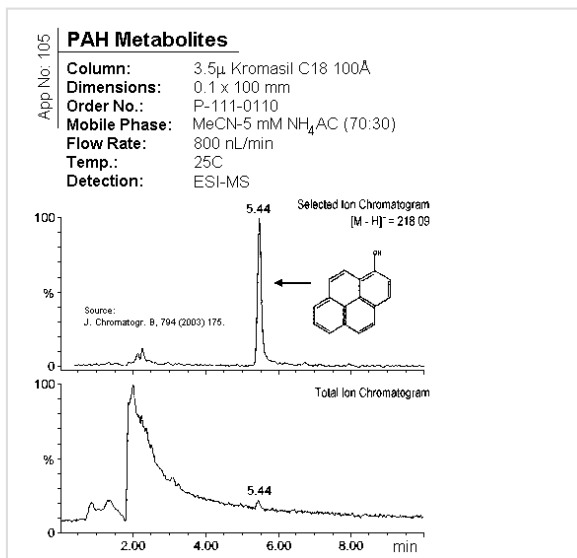 App No: 105
PAH Metabolites
Column: 3.5µ Kromasil C18 100Å
Dimensions: 0.1 x 100 mm
Order No.: P-111-0110
Mobile Phase: MeCN-5 mM NH4AC (70:30)
Flow Rate: 800 nL/min
Temp.: 25C
Detection: ESI-MS
100
5.44
Selected Ion Chromatogram
[M - H]⁻ = 218 09
OH
%
Source:
J. Chromatogr. B, 794 (2003) 175.
0
100
Total Ion Chromatogram
%
5.44
0
2.00 4.00 6.00 8.00 min